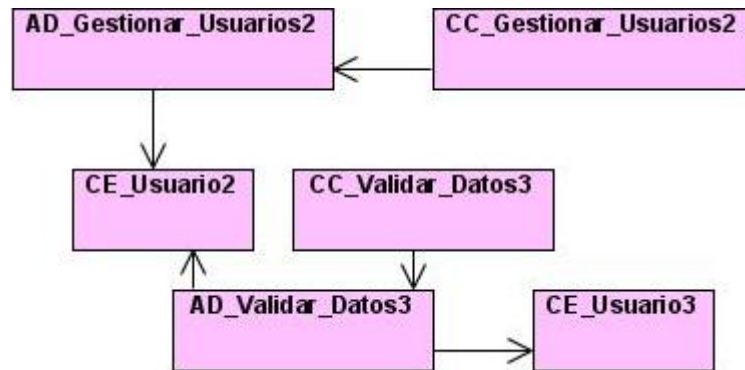 AD_Gestionar_Usuarios2
CC_Gestionar_Usuarios2
CE_Usuario2
CC_Validar_Datos3
AD_Validar_Datos3
CE_Usuario3